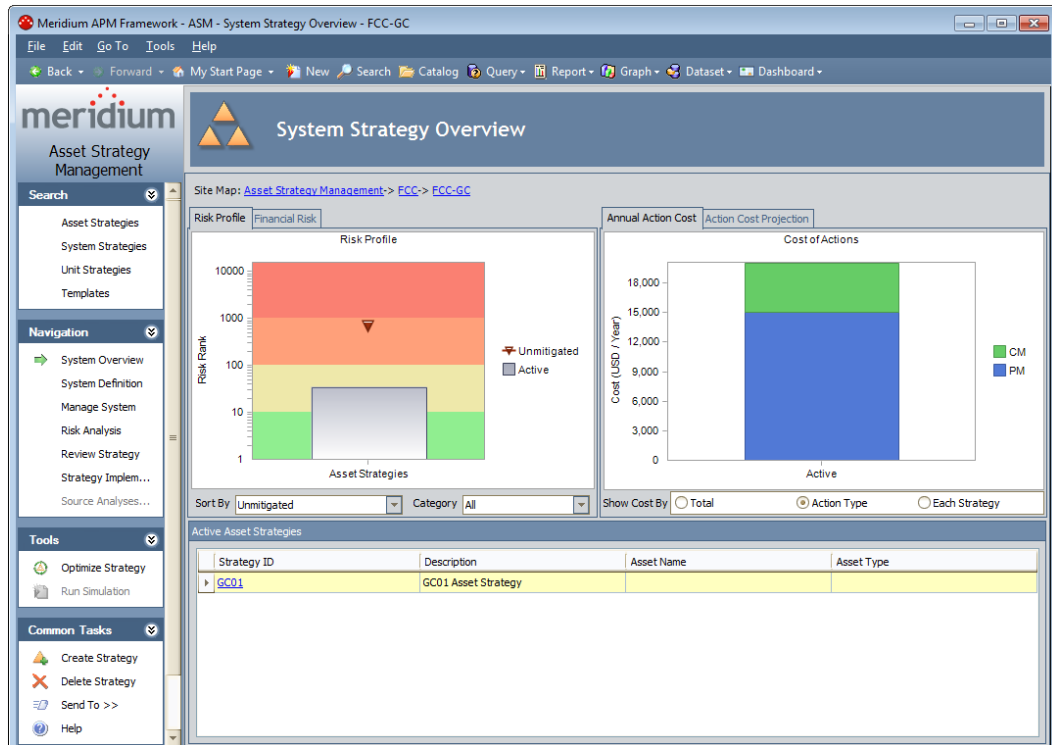 Meridium APM Framework - ASM - System Strategy Overview - FCC-GC
File Edit Go To Tools Help
Back Forward My Start Page New Search Catalog Query Report Graph Dataset Dashboard
meridium
Asset Strategy
Management
Search
Asset Strategies
System Strategies
Unit Strategies
Templates
Navigation
System Overview
System Definition
Manage System
Risk Analysis
Review Strategy
Strategy Implem...
Source Analyses...
Tools
Optimize Strategy
Run Simulation
Common Tasks
Create Strategy
Delete Strategy
Send To >>
Help
System Strategy Overview
Site Map: Asset Strategy Management-> FCC-> FCC-GC
Risk Profile Financial Risk
Risk Profile
Risk Rank
10000
1000
100
10
1
Asset Strategies
Unmitigated
Active
Sort By Unmitigated Category All
Annual Action Cost Action Cost Projection
Cost of Actions
Cost (USD / Year)
18,000
15,000
12,000
9,000
6,000
3,000
0
Active
CM
PM
Show Cost By Total Action Type Each Strategy
Active Asset Strategies
Strategy ID Description Asset Name Asset Type
GC01 GC01 Asset Strategy